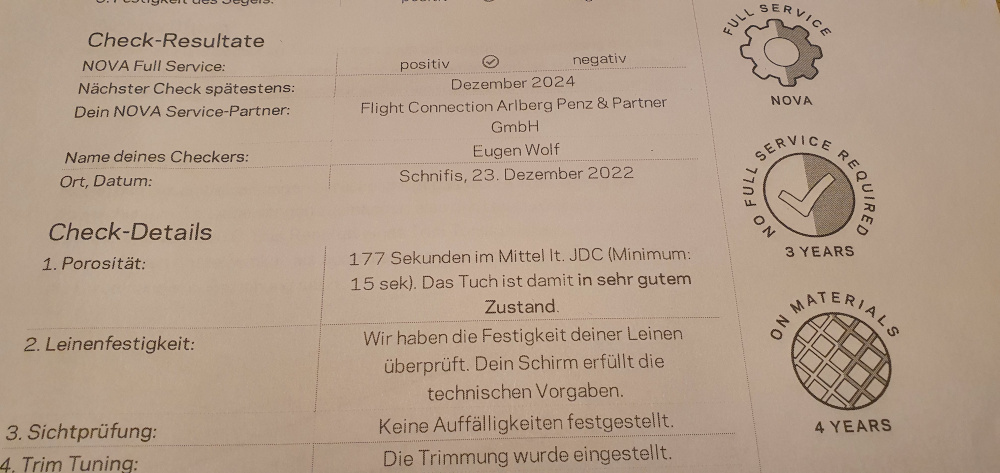 Check-Resultate
NOVA Full Service: positiv negativ
Nächster Check spätestens: Dezember 2024
Dein NOVA Service-Partner: Flight Connection Arlberg Penz & Partner
GmbH
Name deines Checkers: Eugen Wolf
Ort, Datum: Schnifis, 23. Dezember 2022
Check-Details
1. Porosität: 177 Sekunden im Mittel lt. JDC (Minimum:
15 sek). Das Tuch ist damit in sehr gutem
Zustand.
2. Leinenfestigkeit: Wir haben die Festigkeit deiner Leinen
überprüft. Dein Schirm erfüllt die
technischen Vorgaben.
3. Sichtprüfung: Keine Auffälligkeiten festgestellt.
4. Trim Tuning: Die Trimmung wurde eingestellt.
FULL SERVICE
NOVA
NO FULL SERVICE REQUIRED
3 YEARS
ON MATERIALS
4 YEARS